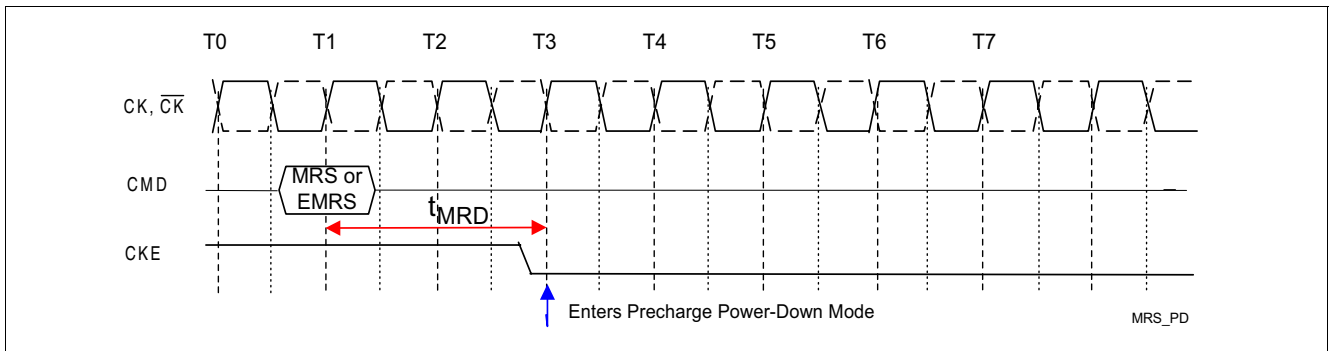 T0 T1 T2 T3 T4 T5 T6 T7
CK, C̅K̅
CMD
MRS or
EMRS
tMRD
CKE
Enters Precharge Power-Down Mode
MRS_PD